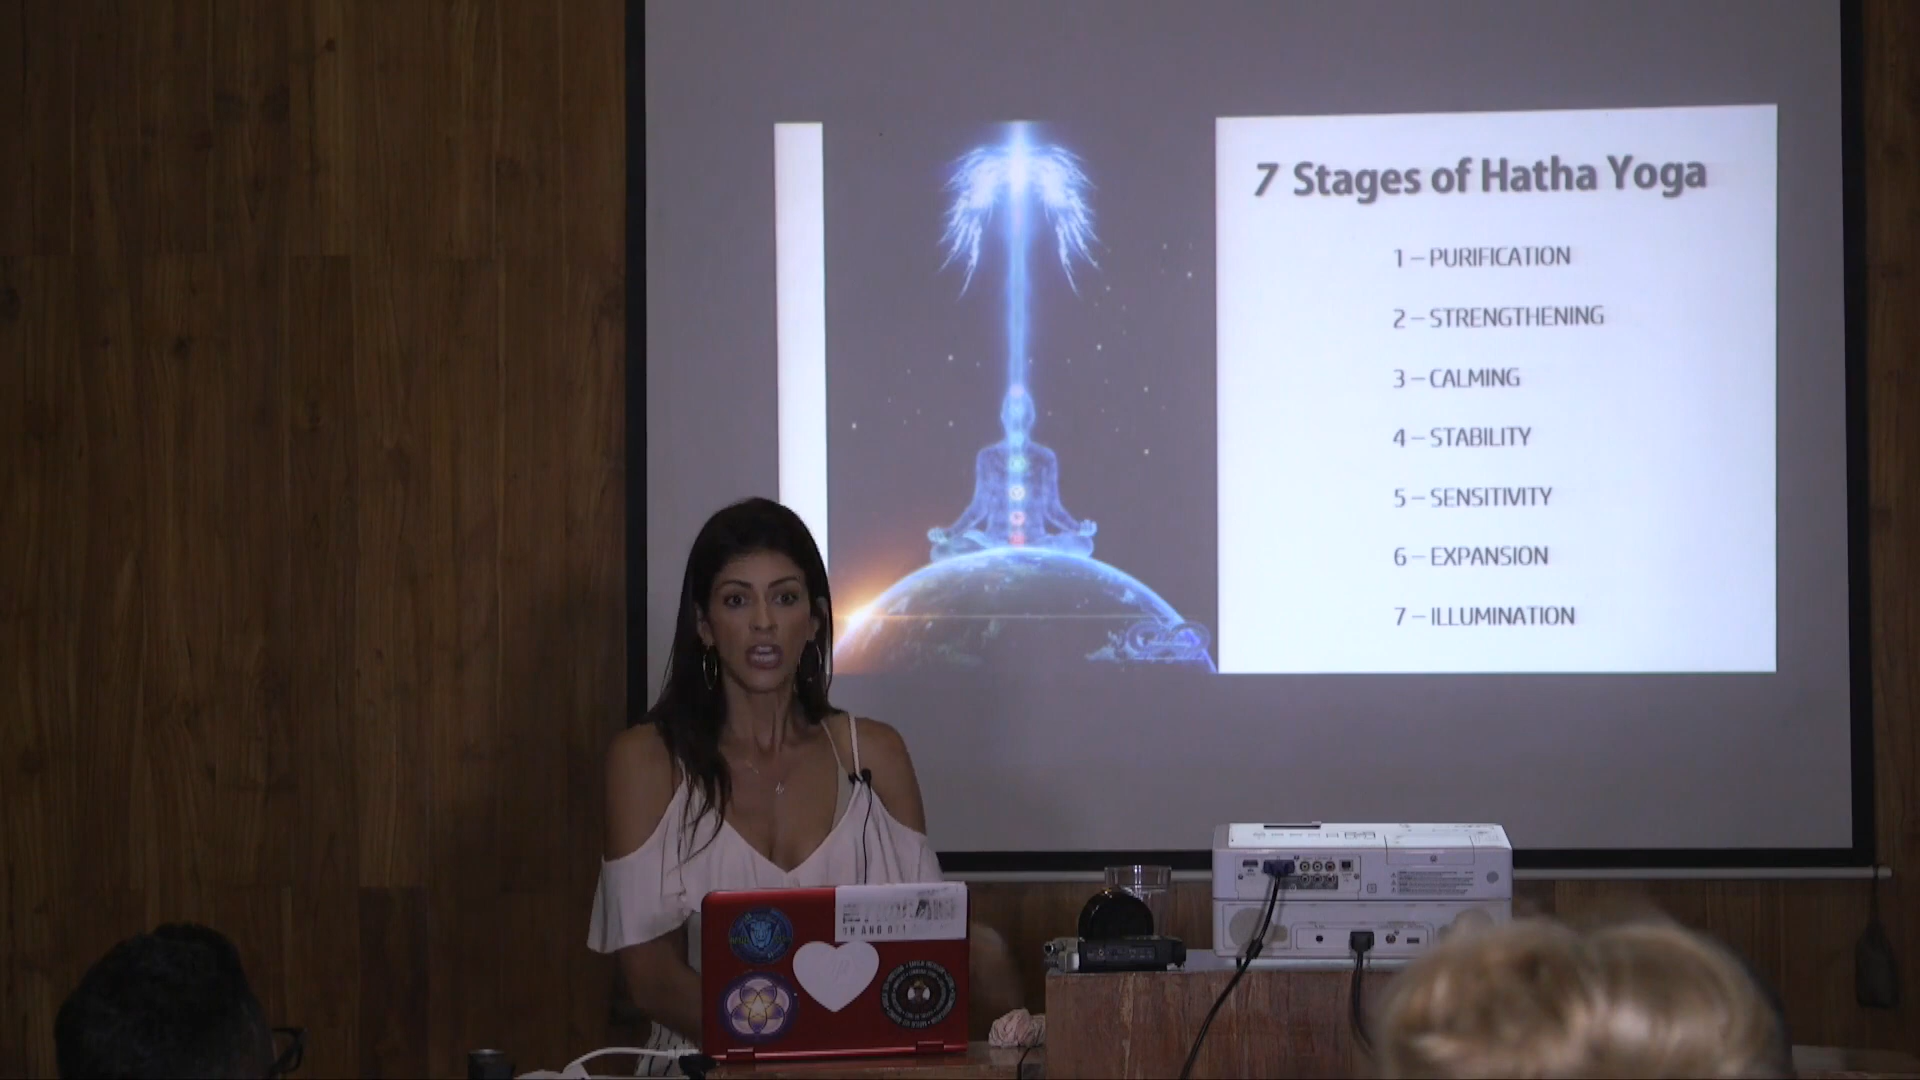 7 Stages of Hatha Yoga
1 – PURIFICATION
2 – STRENGTHENING
3 – CALMING
4 – STABILITY
5 – SENSITIVITY
6 – EXPANSION
7 – ILLUMINATION